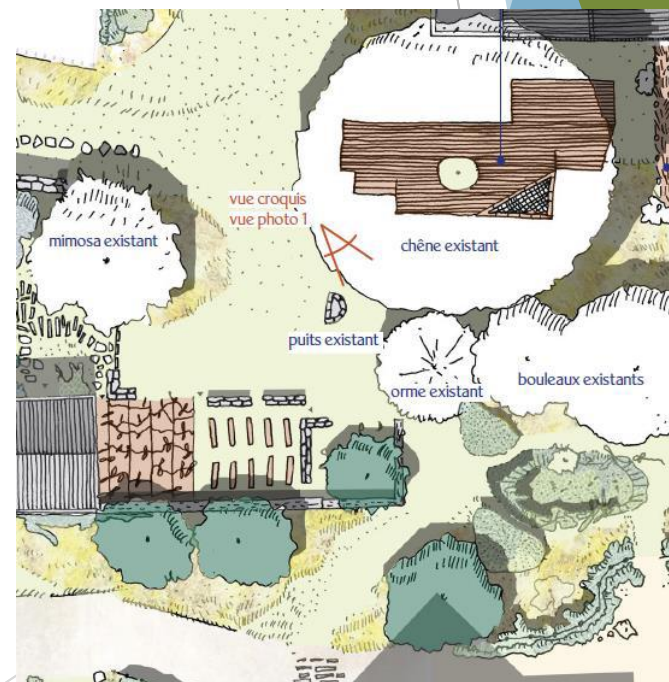 vue croquis
vue photo 1
mimosa existant
chêne existant
puits existant
orme existant
bouleaux existants